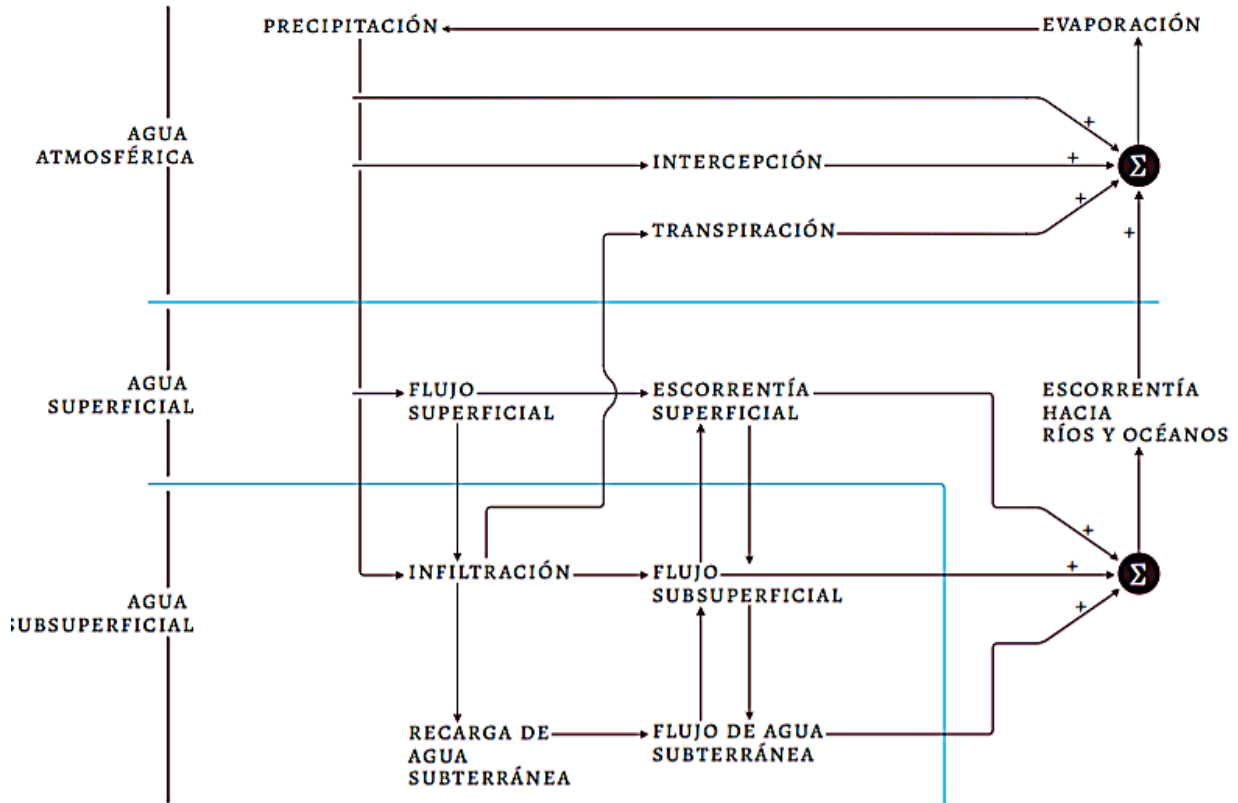 PRECIPITACIÓN
EVAPORACIÓN
+
AGUA
ATMOSFÉRICA
INTERCEPCIÓN
+
Σ
+
TRANSPIRACIÓN
+
AGUA
SUPERFICIAL
FLUJO
SUPERFICIAL
ESCORRENTÍA
SUPERFICIAL
ESCORRENTÍA
HACIA
RÍOS Y OCÉANOS
+
INFILTRACIÓN
FLUJO
SUBSUPERFICIAL
+
Σ
AGUA
SUBSUPERFICIAL
+
RECARGA DE
AGUA
SUBTERRÁNEA
FLUJO DE AGUA
SUBTERRÁNEA